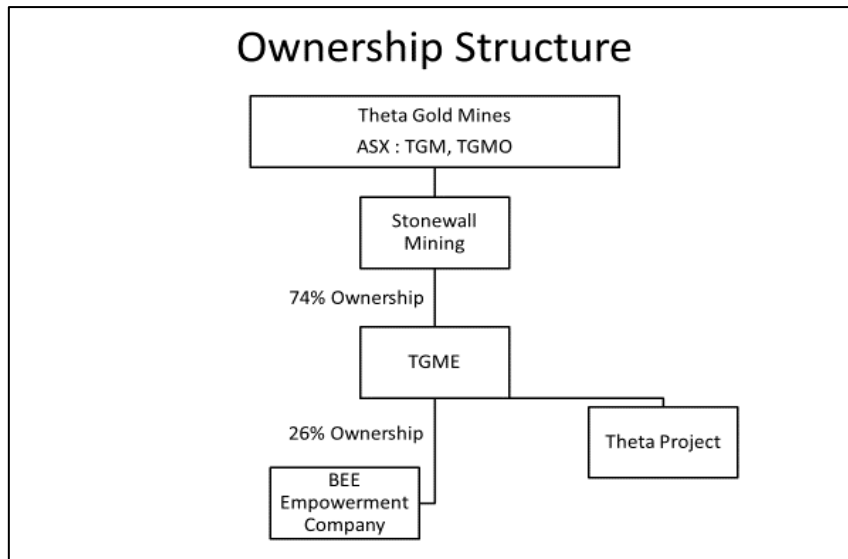 Ownership Structure
Theta Gold Mines
ASX : TGM, TGMO
Stonewall
Mining
74% Ownership
TGME
26% Ownership
Theta Project
BEE
Empowerment
Company